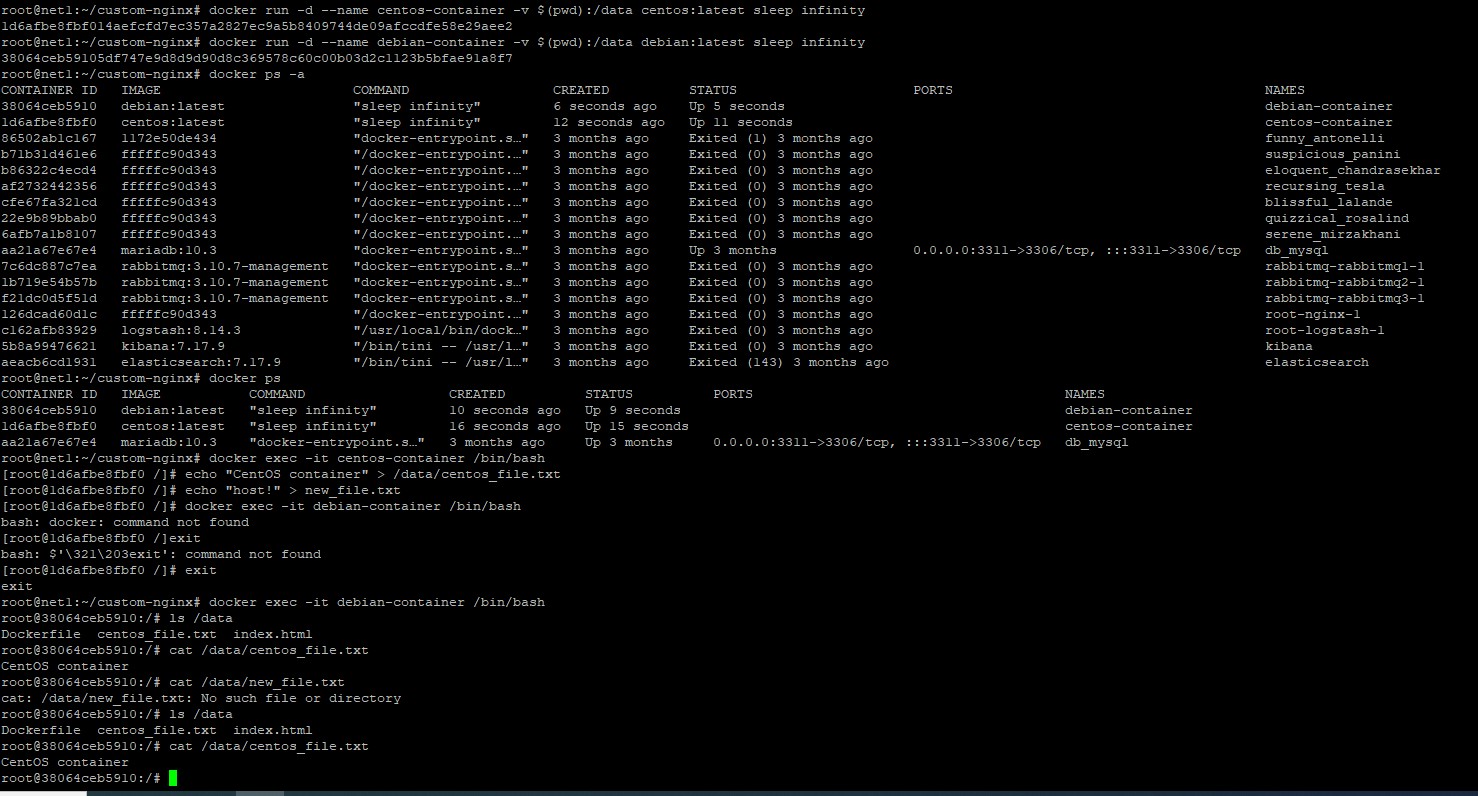 root@net1:~/custom-nginx# docker run -d --name centos-container -v $(pwd):/data centos:latest sleep infinity
1d6afbe8fbf014aefcfd7ec357a2827ec9a5b8409744de09afccdfe58e29aee2
root@net1:~/custom-nginx# docker run -d --name debian-container -v $(pwd):/data debian:latest sleep infinity
38064ceb59105df747e9d8d9d90d8c369578c60c00b03d2c1123b5bfae91a8f7
root@net1:~/custom-nginx# docker ps -a
CONTAINER ID   IMAGE                        COMMAND                  CREATED          STATUS                      PORTS                                       NAMES
38064ceb5910   debian:latest                "sleep infinity"         6 seconds ago    Up 5 seconds                                                            debian-container
1d6afbe8fbf0   centos:latest                "sleep infinity"         12 seconds ago   Up 11 seconds                                                           centos-container
86502ab1c167   1172e50de434                 "docker-entrypoint.s…"   3 months ago     Exited (1) 3 months ago                                                 funny_antonelli
b71b31d461e6   fffffc90d343                 "/docker-entrypoint.…"   3 months ago     Exited (0) 3 months ago                                                 suspicious_panini
b86322c4ecd4   fffffc90d343                 "/docker-entrypoint.…"   3 months ago     Exited (0) 3 months ago                                                 eloquent_chandrasekhar
af2732442356   fffffc90d343                 "/docker-entrypoint.…"   3 months ago     Exited (0) 3 months ago                                                 recursing_tesla
cfe67fa321cd   fffffc90d343                 "/docker-entrypoint.…"   3 months ago     Exited (0) 3 months ago                                                 blissful_lalande
22e9b89bbab0   fffffc90d343                 "/docker-entrypoint.…"   3 months ago     Exited (0) 3 months ago                                                 quizzical_rosalind
6afb7a1b8107   fffffc90d343                 "/docker-entrypoint.…"   3 months ago     Exited (0) 3 months ago                                                 serene_mirzakhani
aa21a67e67e4   mariadb:10.3                 "docker-entrypoint.s…"   3 months ago     Up 3 months                 0.0.0.0:3311->3306/tcp, :::3311->3306/tcp   db_mysql
7c6dc887c7ea   rabbitmq:3.10.7-management   "docker-entrypoint.s…"   3 months ago     Exited (0) 3 months ago                                                 rabbitmq-rabbitmq1-1
1b719e54b57b   rabbitmq:3.10.7-management   "docker-entrypoint.s…"   3 months ago     Exited (0) 3 months ago                                                 rabbitmq-rabbitmq2-1
f21dc0d5f51d   rabbitmq:3.10.7-management   "docker-entrypoint.s…"   3 months ago     Exited (0) 3 months ago                                                 rabbitmq-rabbitmq3-1
126dcad60d1c   fffffc90d343                 "/docker-entrypoint.…"   3 months ago     Exited (0) 3 months ago                                                 root-nginx-1
c162afb83929   logstash:8.14.3              "/usr/local/bin/dock…"   3 months ago     Exited (0) 3 months ago                                                 root-logstash-1
5b8a99476621   kibana:7.17.9                "/bin/tini -- /usr/l…"   3 months ago     Exited (0) 3 months ago                                                 kibana
aeacb6cd1931   elasticsearch:7.17.9         "/bin/tini -- /usr/l…"   3 months ago     Exited (143) 3 months ago                                               elasticsearch
root@net1:~/custom-nginx# docker ps
CONTAINER ID   IMAGE           COMMAND                  CREATED          STATUS          PORTS                                       NAMES
38064ceb5910   debian:latest   "sleep infinity"         10 seconds ago   Up 9 seconds                                                debian-container
1d6afbe8fbf0   centos:latest   "sleep infinity"         16 seconds ago   Up 15 seconds                                               centos-container
aa21a67e67e4   mariadb:10.3    "docker-entrypoint.s…"   3 months ago     Up 3 months     0.0.0.0:3311->3306/tcp, :::3311->3306/tcp   db_mysql
root@net1:~/custom-nginx# docker exec -it centos-container /bin/bash
[root@1d6afbe8fbf0 /]# echo "CentOS container" > /data/centos_file.txt
[root@1d6afbe8fbf0 /]# echo "host!" > new_file.txt
[root@1d6afbe8fbf0 /]# docker exec -it debian-container /bin/bash
bash: docker: command not found
[root@1d6afbe8fbf0 /]exit
bash: $'\321\203exit': command not found
[root@1d6afbe8fbf0 /]# exit
exit
root@net1:~/custom-nginx# docker exec -it debian-container /bin/bash
root@38064ceb5910:/# ls /data
Dockerfile  centos_file.txt  index.html
root@38064ceb5910:/# cat /data/centos_file.txt
CentOS container
root@38064ceb5910:/# cat /data/new_file.txt
cat: /data/new_file.txt: No such file or directory
root@38064ceb5910:/# ls /data
Dockerfile  centos_file.txt  index.html
root@38064ceb5910:/# cat /data/centos_file.txt
CentOS container
root@38064ceb5910:/#